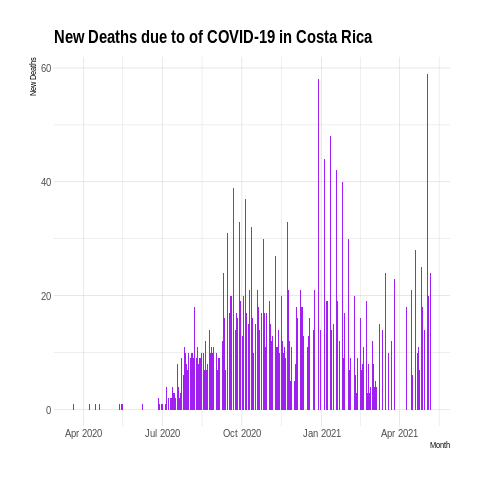 New Deaths due to of COVID-19 in Costa Rica
New Deaths
60
40
20
0
Apr 2020 Jul 2020 Oct 2020 Jan 2021 Apr 2021
Month